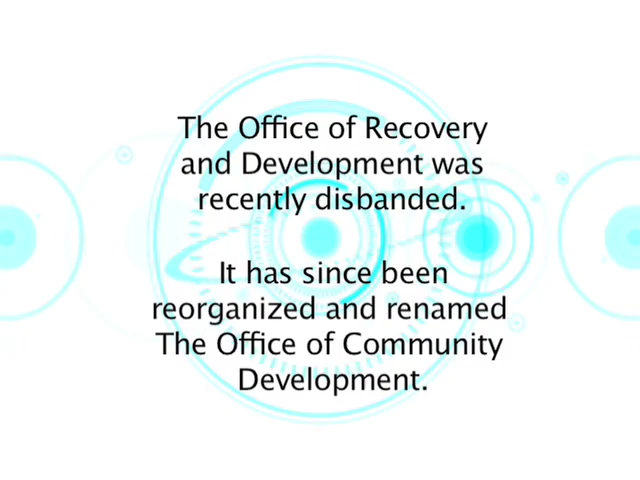 The Office of Recovery
and Development was
recently disbanded.
It has since been
reorganized and renamed
The Office of Community
Development.